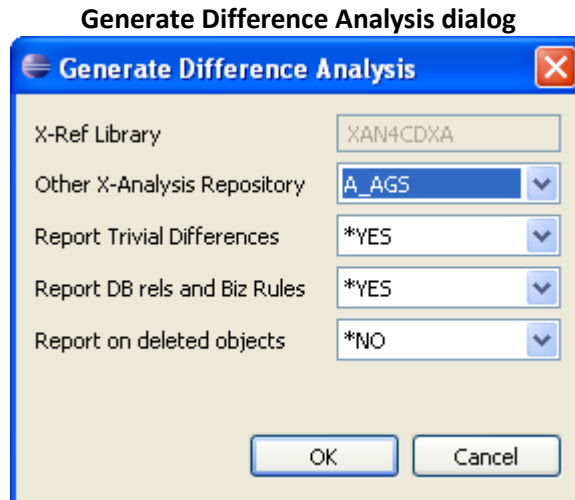 Generate Difference Analysis dialog
Generate Difference Analysis
X-Ref Library XAN4CDXA
Other X-Analysis Repository A_AGS
Report Trivial Differences *YES
Report DB rels and Biz Rules *YES
Report on deleted objects *NO
OK Cancel